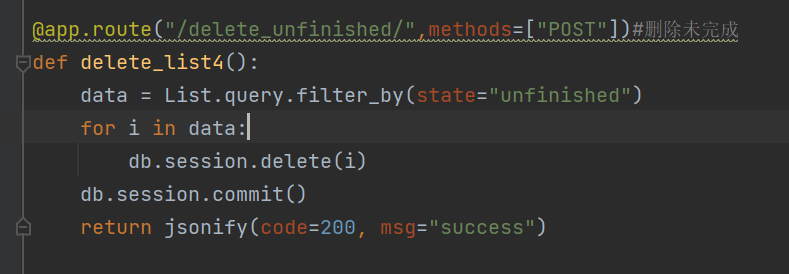 @app.route("/delete_unfinished/",methods=["POST"])#删除未完成
def delete_list4():
    data = List.query.filter_by(state="unfinished")
    for i in data:
        db.session.delete(i)
    db.session.commit()
    return jsonify(code=200, msg="success")